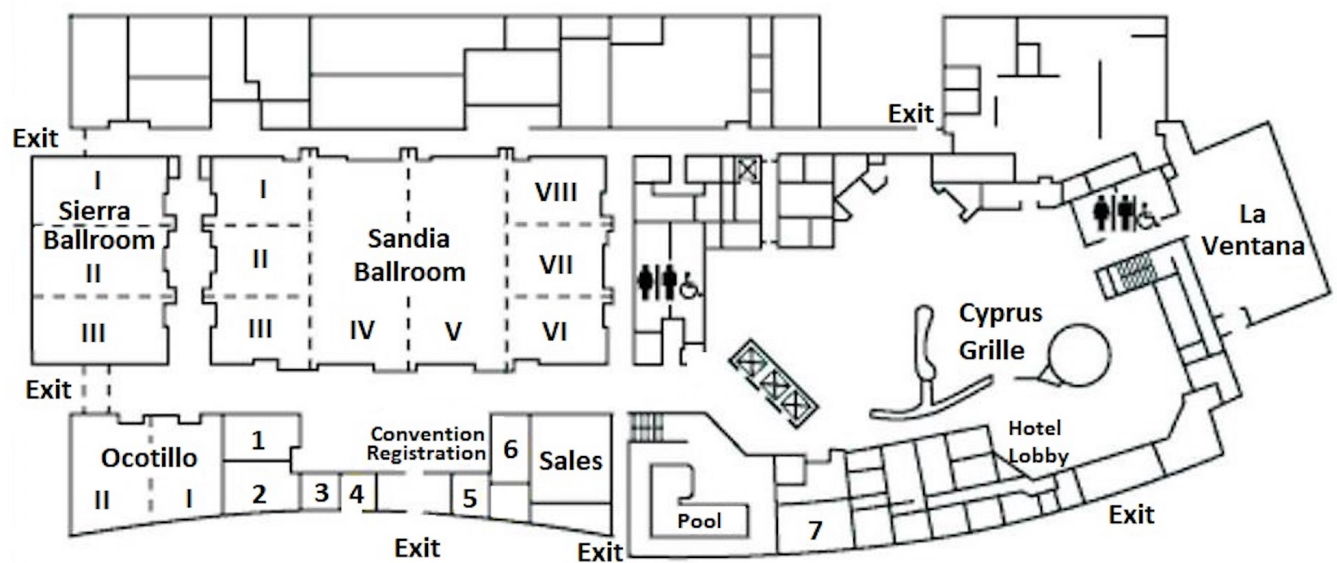 Exit
Exit
I
Sierra
Ballroom
II
III
I
II
III
Sandia
Ballroom
IV
V
VIII
VII
VI
La
Ventana
Cyprus
Grille
Exit
Ocotillo
II
I
1
2
3
4
Convention
Registration
5
6
Sales
Pool
7
Hotel
Lobby
Exit
Exit
Exit